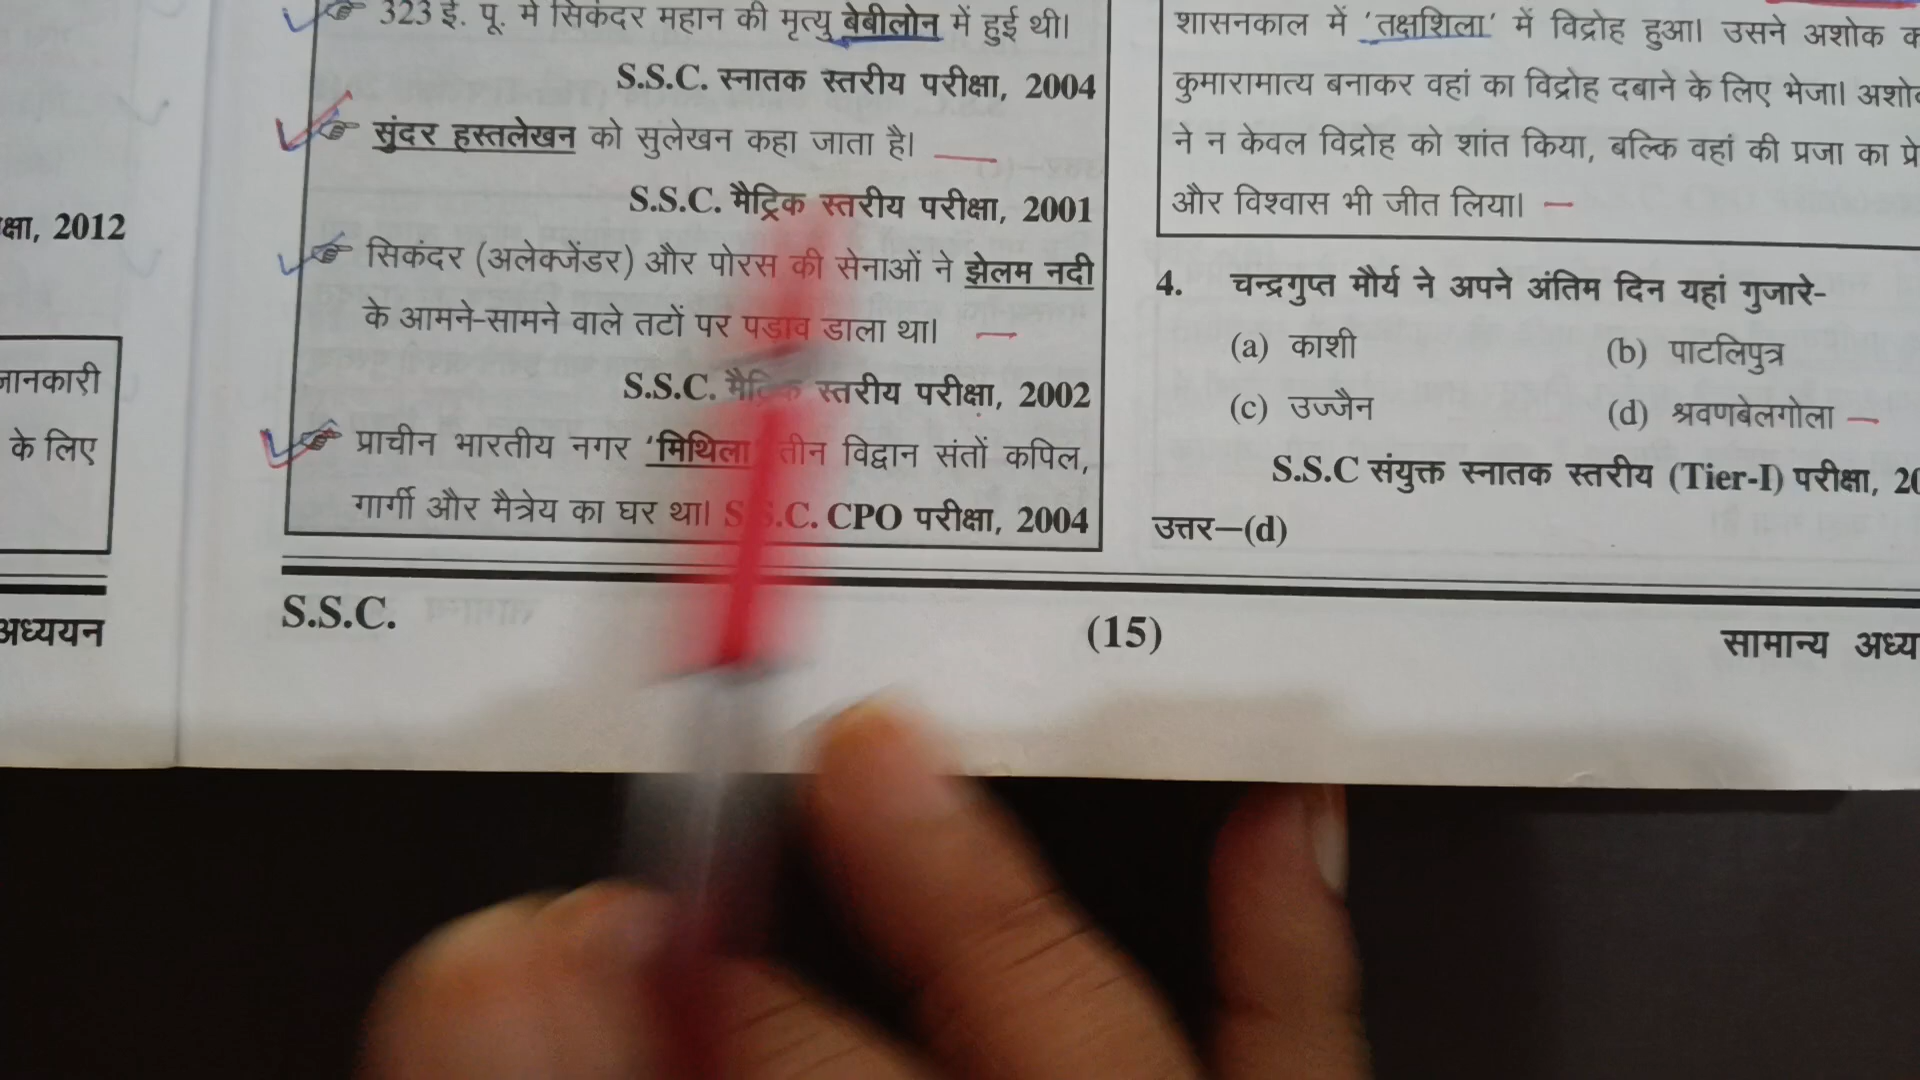 क्षा, 2012
जानकारी
के लिए
अध्ययन
323 ई. पू. में सिकंदर महान की मृत्यु बेबीलोन में हुई थी।
S.S.C. स्नातक स्तरीय परीक्षा, 2004
सुंदर हस्तलेखन को सुलेखन कहा जाता है।
S.S.C. मैट्रिक स्तरीय परीक्षा, 2001
सिकंदर (अलेक्जेंडर) और पोरस की सेनाओं ने झेलम नदी
के आमने-सामने वाले तटों पर पड़ाव डाला था।
S.S.C. मैट्रिक स्तरीय परीक्षा, 2002
प्राचीन भारतीय नगर 'मिथिला' तीन विद्वान संतों कपिल,
गार्गी और मैत्रेय का घर था। S.S.C. CPO परीक्षा, 2004
शासनकाल में 'तक्षशिला' में विद्रोह हुआ। उसने अशोक क
कुमारामात्य बनाकर वहां का विद्रोह दबाने के लिए भेजा। अशोक
ने न केवल विद्रोह को शांत किया, बल्कि वहां की प्रजा का प्रे
और विश्वास भी जीत लिया।
4. चन्द्रगुप्त मौर्य ने अपने अंतिम दिन यहां गुजारे-
(a) काशी (b) पाटलिपुत्र
(c) उज्जैन (d) श्रवणबेलगोला
S.S.C संयुक्त स्नातक स्तरीय (Tier-I) परीक्षा, 20
उत्तर—(d)
S.S.C. (15) सामान्य अध्य